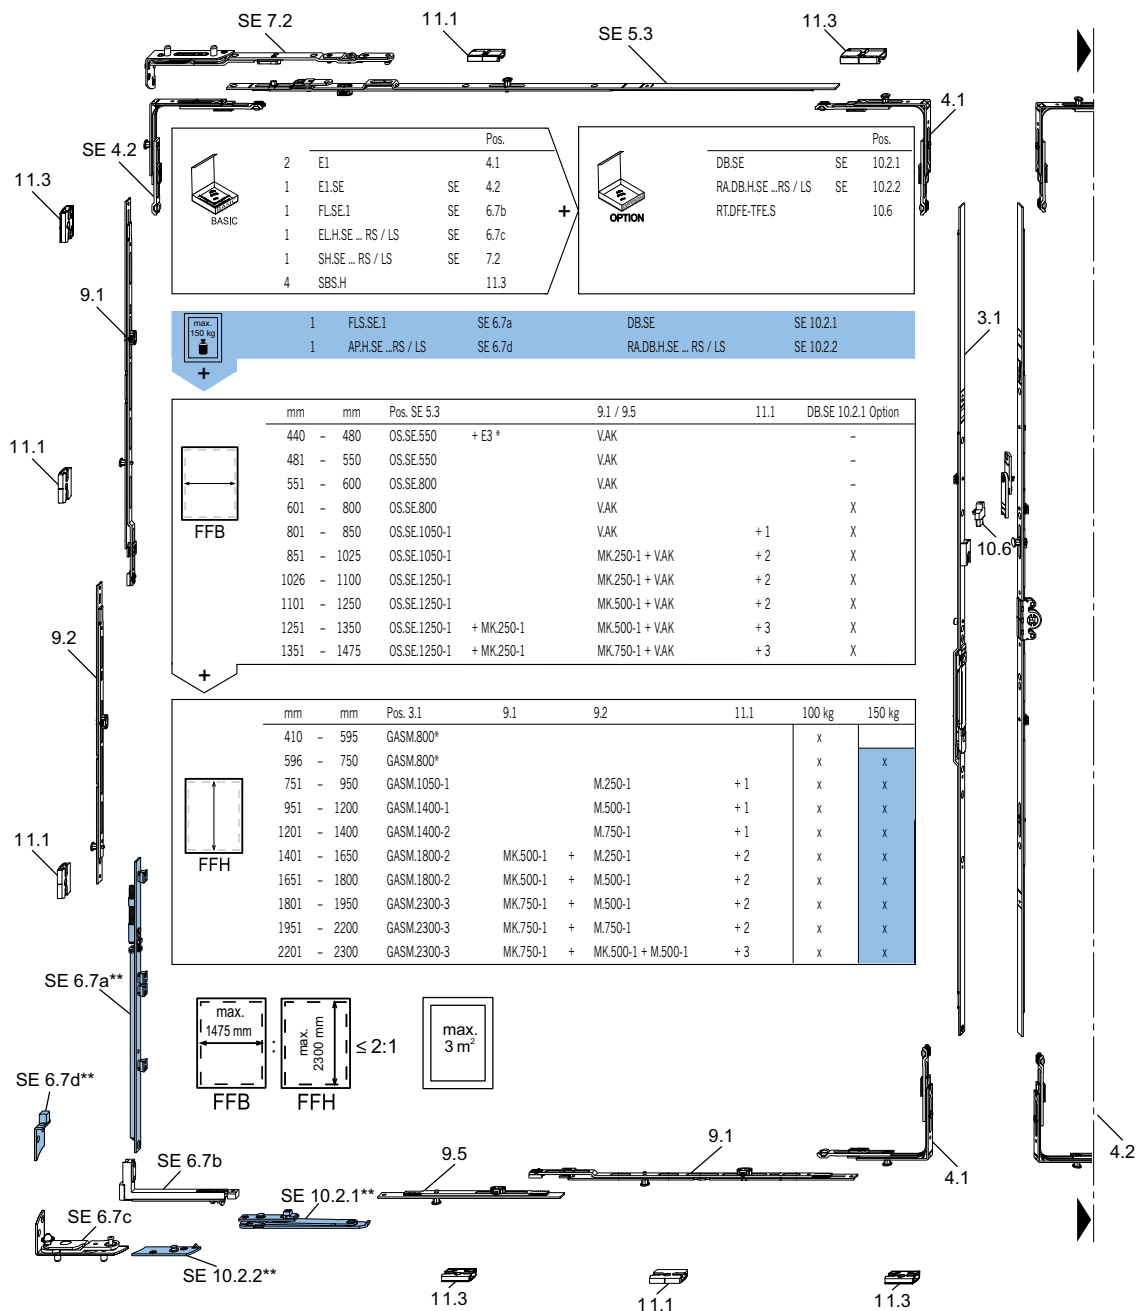 SE 7.2
11.1
SE 5.3
11.3
4.1
SE 4.2
11.3
Pos.
2 E1 4.1
1 E1.SE SE 4.2
1 FL.SE.1 SE 6.7b
1 EL.H.SE ... RS / LS SE 6.7c
1 SH.SE ... RS / LS SE 7.2
4 SBS.H 11.3
BASIC
+
Pos.
DB.SE SE 10.2.1
RA.DB.H.SE ...RS / LS SE 10.2.2
RT.DFE-TFE.S 10.6
OPTION
9.1
3.1
max.
150 kg
1 FLS.SE.1 SE 6.7a DB.SE SE 10.2.1
1 AP.H.SE ...RS / LS SE 6.7d RA.DB.H.SE ... RS / LS SE 10.2.2
+
mm mm Pos. SE 5.3 9.1 / 9.5 11.1 DB.SE 10.2.1 Option
440 – 480 OS.SE.550 + E3 * V.AK –
481 – 550 OS.SE.550 V.AK –
551 – 600 OS.SE.800 V.AK –
601 – 800 OS.SE.800 V.AK X
801 – 850 OS.SE.1050-1 V.AK + 1 X
851 – 1025 OS.SE.1050-1 MK.250-1 + V.AK + 2 X
1026 – 1100 OS.SE.1250-1 MK.250-1 + V.AK + 2 X
1101 – 1250 OS.SE.1250-1 MK.500-1 + V.AK + 2 X
1251 – 1350 OS.SE.1250-1 + MK.250-1 MK.500-1 + V.AK + 3 X
1351 – 1475 OS.SE.1250-1 + MK.250-1 MK.750-1 + V.AK + 3 X
FFB
+
11.1
10.6
9.2
mm mm Pos. 3.1 9.1 9.2 11.1 100 kg 150 kg
410 – 595 GASM.800* x
596 – 750 GASM.800* x x
751 – 950 GASM.1050-1 M.250-1 + 1 x x
951 – 1200 GASM.1400-1 M.500-1 + 1 x x
1201 – 1400 GASM.1400-2 M.750-1 + 1 x x
1401 – 1650 GASM.1800-2 MK.500-1 + M.250-1 + 2 x x
1651 – 1800 GASM.1800-2 MK.500-1 + M.500-1 + 2 x x
1801 – 1950 GASM.2300-3 MK.750-1 + M.500-1 + 2 x x
1951 – 2200 GASM.2300-3 MK.750-1 + M.750-1 + 2 x x
2201 – 2300 GASM.2300-3 MK.750-1 + MK.500-1 + M.500-1 + 3 x x
FFH
11.1
SE 6.7a**
max.
1475 mm
FFB
:
max.
2300 mm
FFH
≤ 2:1
max.
3 m²
SE 6.7d**
SE 6.7b
9.5
9.1
4.1
4.2
SE 10.2.1**
SE 6.7c
SE 10.2.2**
11.3
11.1
11.3